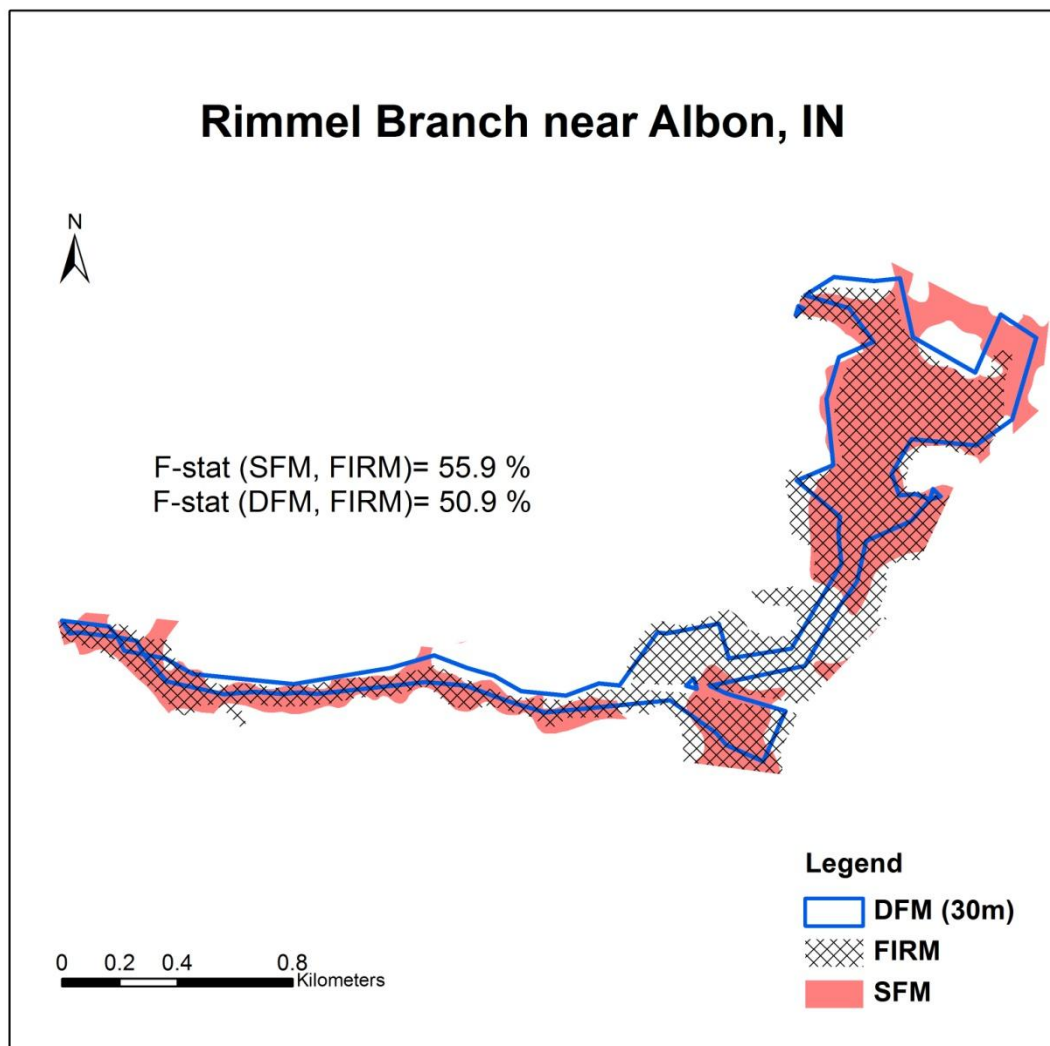 Rimmel Branch near Albon, IN
N
F-stat (SFM, FIRM)= 55.9 %
F-stat (DFM, FIRM)= 50.9 %
Legend
DFM (30m)
FIRM
SFM
0 0.2 0.4 0.8
Kilometers